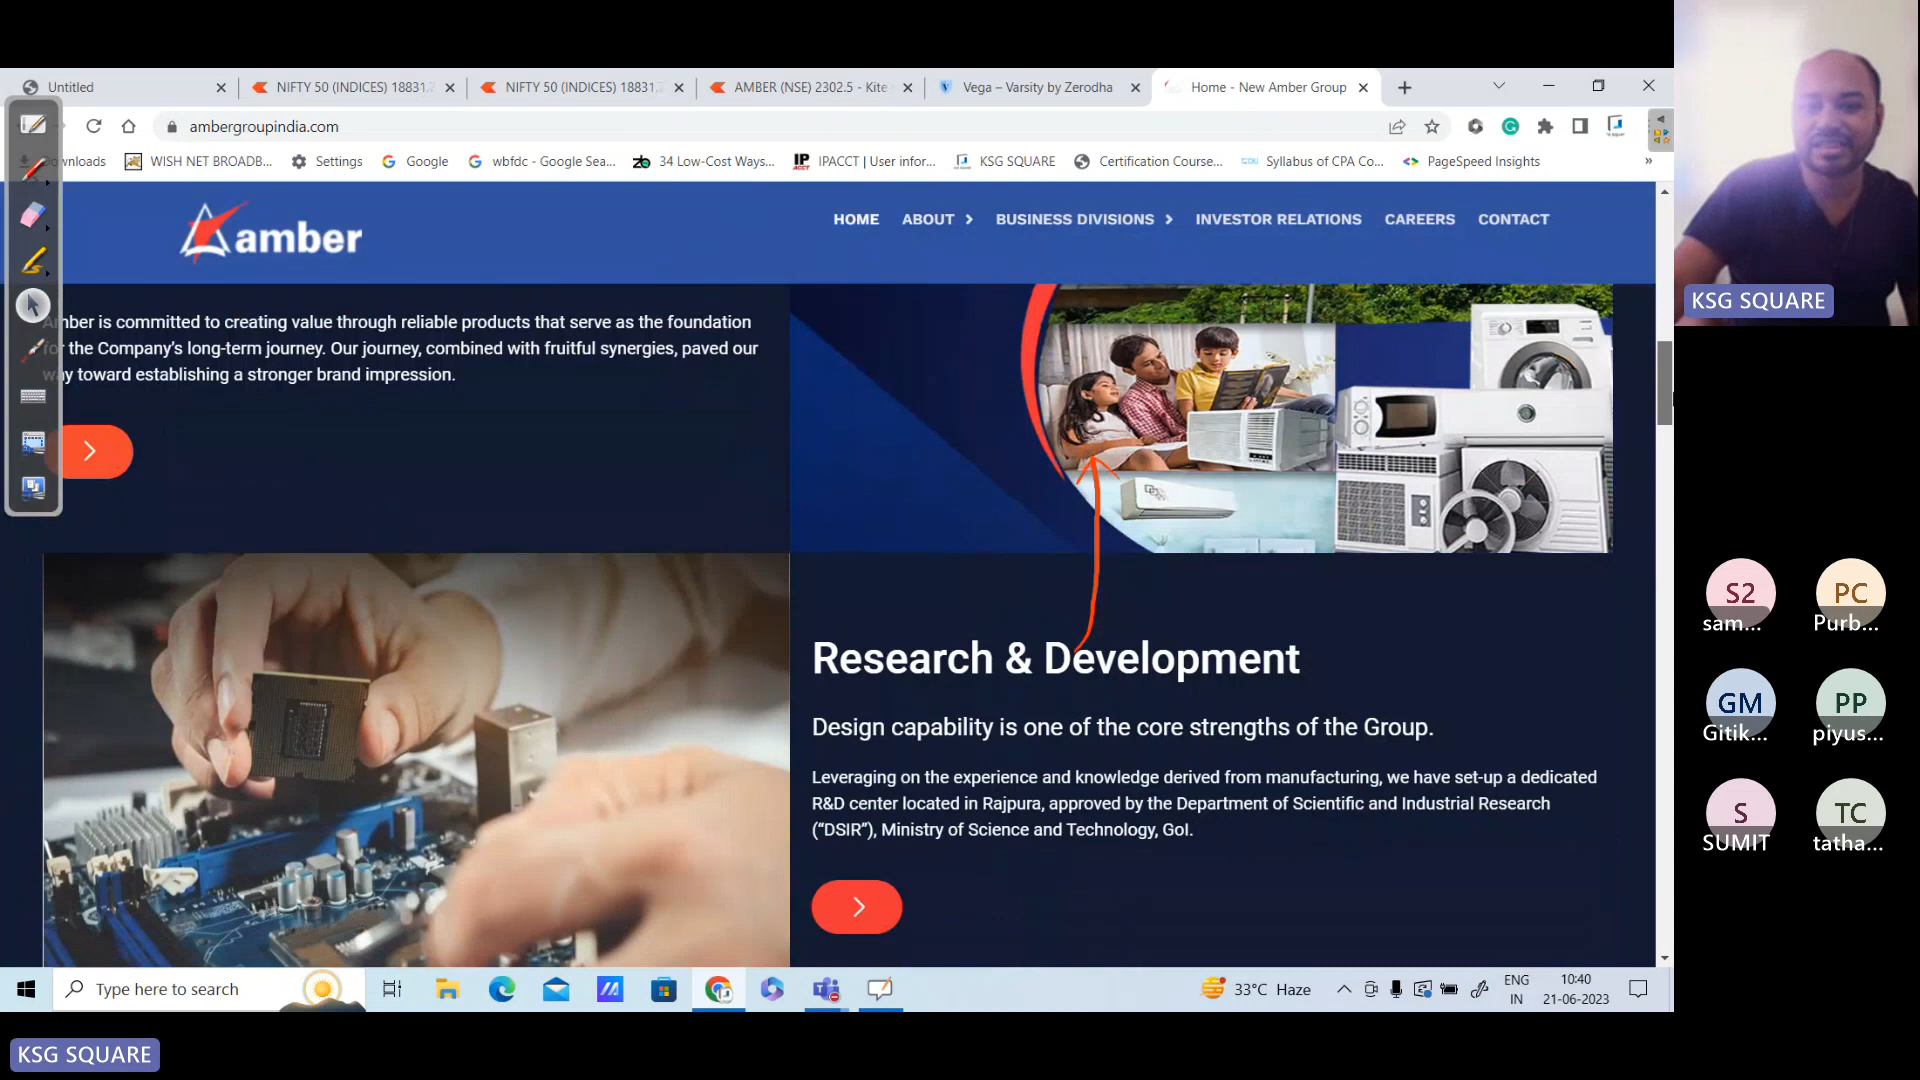 Untitled
NIFTY 50 (INDICES) 18831.
NIFTY 50 (INDICES) 18831.
AMBER (NSE) 2302.5 - Kite
Vega – Varsity by Zerodha
Home - New Amber Group
ambergroupindia.com
ownloads
WISH NET BROADB...
Settings
Google
wbfdc - Google Sea...
34 Low-Cost Ways...
IPACCT | User infor...
KSG SQUARE
Certification Course...
Syllabus of CPA Co...
PageSpeed Insights
»
amber
HOME
ABOUT
BUSINESS DIVISIONS
INVESTOR RELATIONS
CAREERS
CONTACT
Amber is committed to creating value through reliable products that serve as the foundation
for the Company's long-term journey. Our journey, combined with fruitful synergies, paved our
way toward establishing a stronger brand impression.
Research & Development
Design capability is one of the core strengths of the Group.
Leveraging on the experience and knowledge derived from manufacturing, we have set-up a dedicated
R&D center located in Rajpura, approved by the Department of Scientific and Industrial Research
(“DSIR”), Ministry of Science and Technology, GoI.
Type here to search
33°C Haze
ENG
IN
10:40
21-06-2023
KSG SQUARE
S2
sam...
PC
Purb...
GM
Gitik...
PP
piyus...
S
SUMIT
TC
tatha...
KSG SQUARE